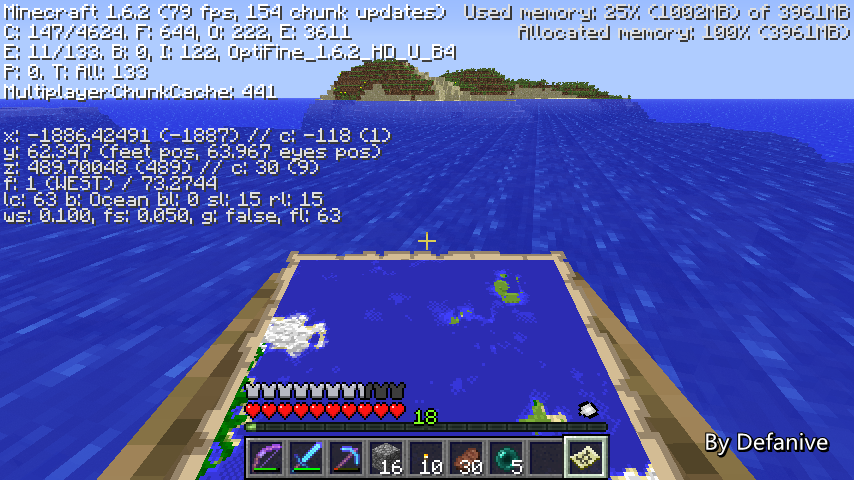 Minecraft 1.6.2 (79 fps, 154 chunk updates)
Used memory: 25% (1002MB) of 3961MB
C: 147/4624, F: 644, O: 222, E: 3611
Allocated memory: 100% (3961MB)
E: 11/133. B: 0, I: 122, OptiFine_1.6.2_HD_U_B4
P: 0. T: fill: 133
MultiplayerChunkCache: 441
x: -1886.42491 (-1887) // c: -118 (1)
y: 62.347 (feet pos, 63.967 eyes pos)
z: 489.70048 (489) // c: 30 (9)
f: 1 (WEST) / 73.2744
lc: 63 b: Ocean bl: 0 sl: 15 rl: 15
ws: 0.100, fs: 0.050, g: false, fl: 63
18
16 10 30 5
By Defanive